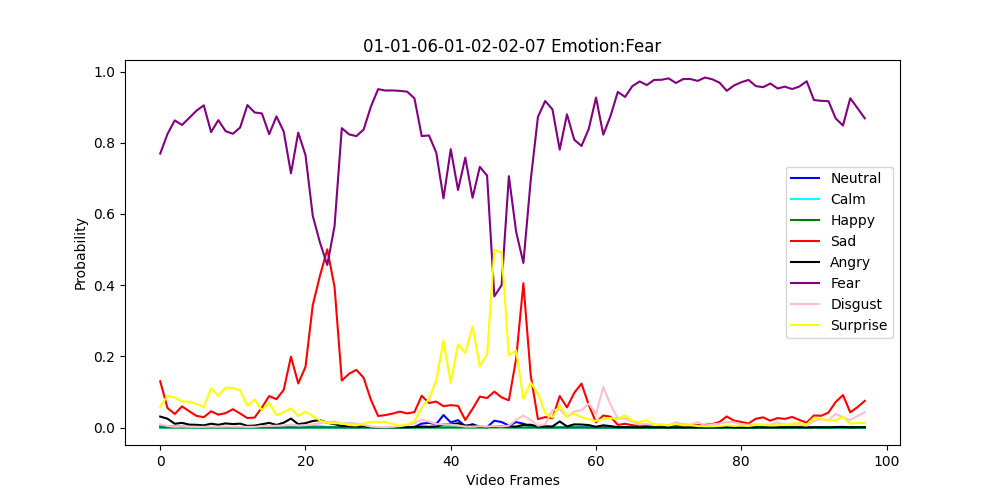 01-01-06-01-02-02-07 Emotion:Fear
Probability
1.0
0.8
0.6
0.4
0.2
0.0
0
20
40
60
80
100
Video Frames
Neutral
Calm
Happy
Sad
Angry
Fear
Disgust
Surprise